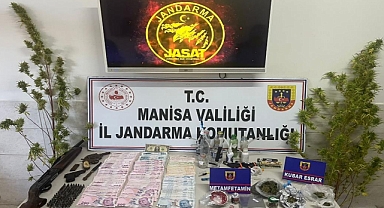 JANDARMA
JASAT
T.C.
MANİSA VALİLİĞİ
İL JANDARMA KOMUTANLIĞI
METAMFETAMİN
KUBAR ESRAR